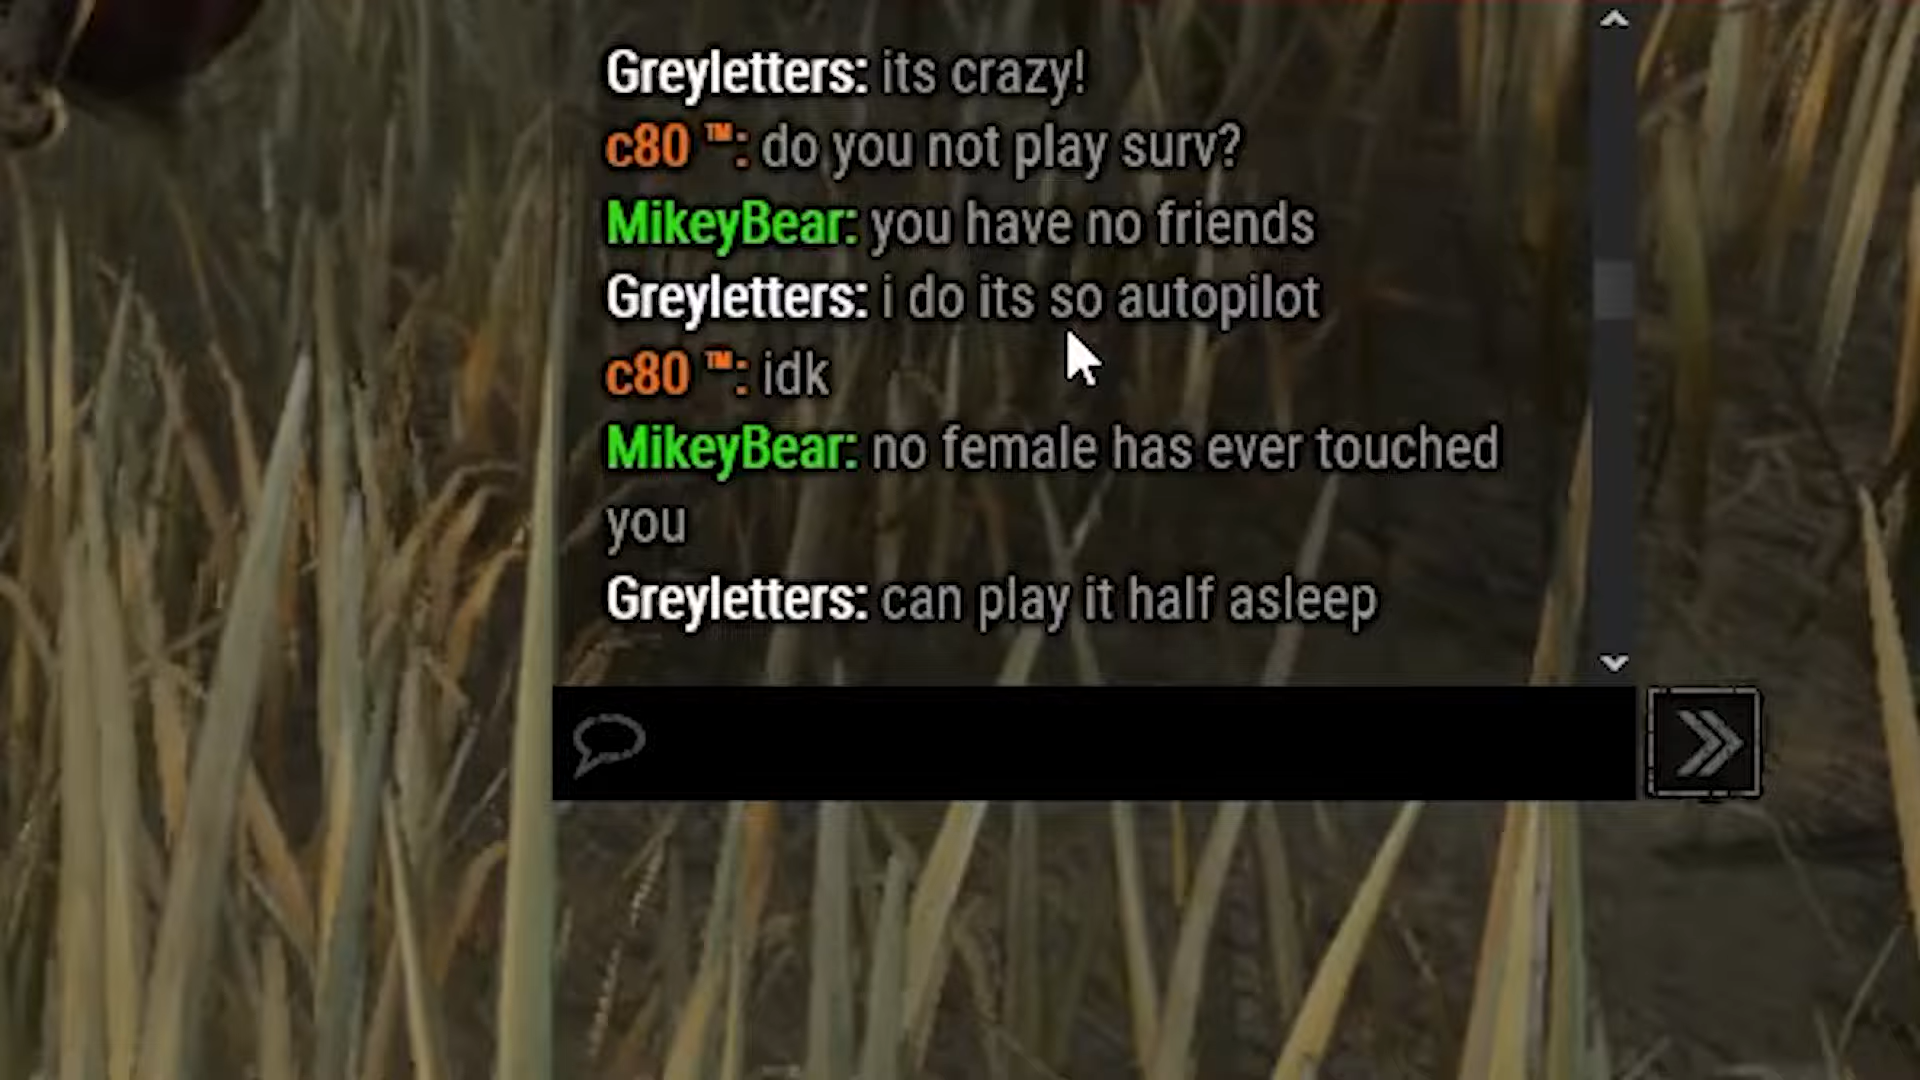 Greyletters: its crazy!
c80 ™: do you not play surv?
MikeyBear: you have no friends
Greyletters: i do its so autopilot
c80 ™: idk
MikeyBear: no female has ever touched
you
Greyletters: can play it half asleep